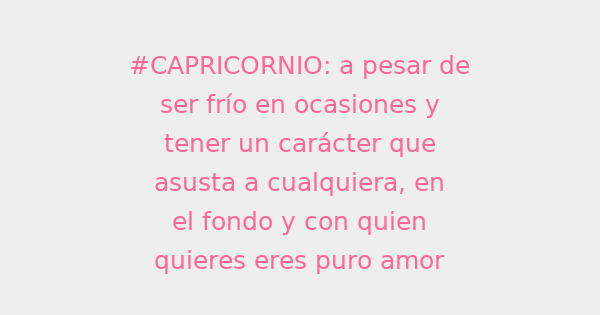 #CAPRICORNIO: a pesar de
ser frío en ocasiones y
tener un carácter que
asusta a cualquiera, en
el fondo y con quien
quieres eres puro amor